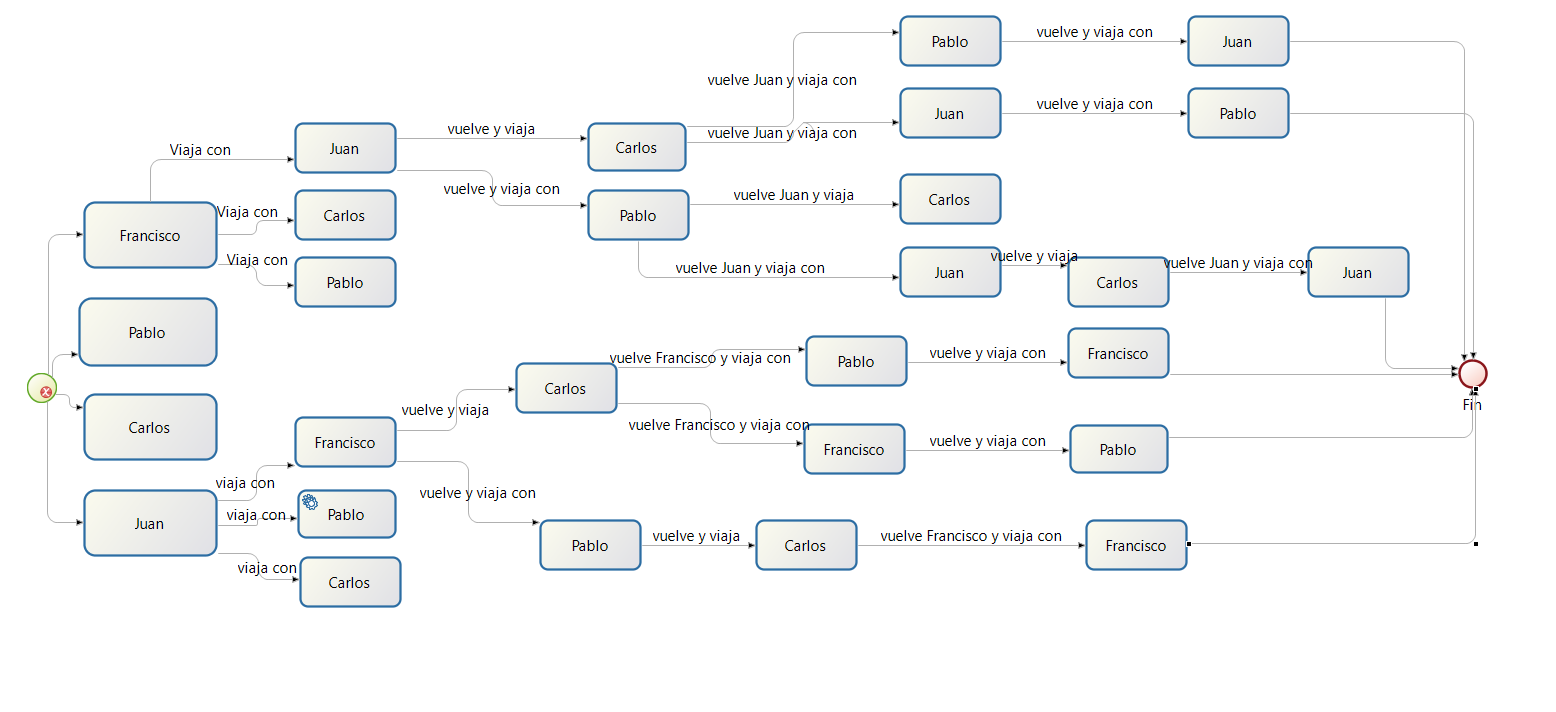 Pablo
vuelve y viaja con
Juan
vuelve Juan y viaja con
Juan
vuelve y viaja con
Pablo
vuelve Juan y viaja con
Viaja con
Juan
vuelve y viaja
Carlos
vuelve y viaja con
Pablo
vuelve Juan y viaja
Carlos
Francisco
Viaja con
Carlos
Viaja con
Pablo
vuelve Juan y viaja con
Juan
vuelve y viaja
Carlos
vuelve Juan y viaja con
Juan
Pablo
Carlos
vuelve Francisco y viaja con
Pablo
vuelve y viaja con
Francisco
Fin
Carlos
vuelve y viaja
Francisco
vuelve Francisco y viaja con
Francisco
vuelve y viaja con
Pablo
viaja con
Juan
viaja con
Pablo
vuelve y viaja con
viaja con
Carlos
Pablo
vuelve y viaja
Carlos
vuelve Francisco y viaja con
Francisco